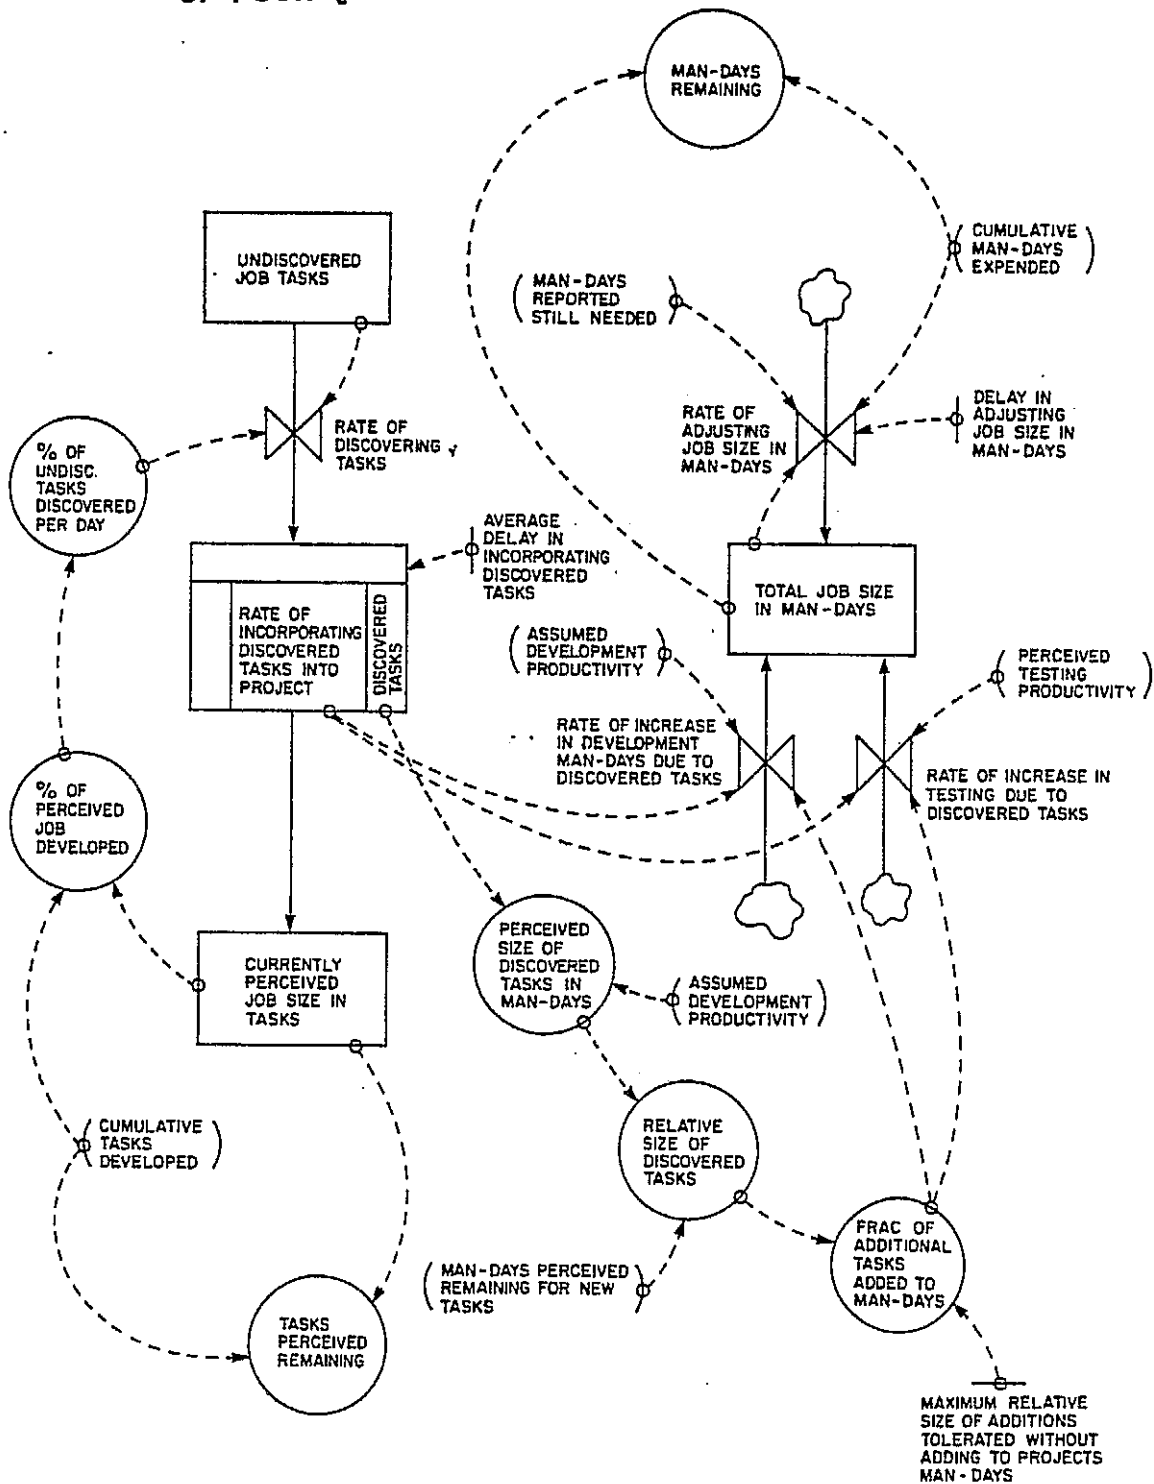 MAN-DAYS
REMAINING
UNDISCOVERED
JOB TASKS
(CUMULATIVE
MAN-DAYS
EXPENDED)
(MAN-DAYS
REPORTED
STILL NEEDED)
RATE OF
DISCOVERING
TASKS
RATE OF
ADJUSTING
JOB SIZE IN
MAN-DAYS
DELAY IN
ADJUSTING
JOB SIZE IN
MAN-DAYS
% OF
UNDISC.
TASKS
DISCOVERED
PER DAY
AVERAGE
DELAY IN
INCORPORATING
DISCOVERED
TASKS
RATE OF
INCORPORATING
DISCOVERED
TASKS INTO
PROJECT
DISCOVERED
TASKS
TOTAL JOB SIZE
IN MAN-DAYS
(ASSUMED
DEVELOPMENT
PRODUCTIVITY)
(PERCEIVED
TESTING
PRODUCTIVITY)
RATE OF INCREASE
IN DEVELOPMENT
MAN-DAYS DUE TO
DISCOVERED TASKS
RATE OF INCREASE IN
TESTING DUE TO
DISCOVERED TASKS
% OF
PERCEIVED
JOB
DEVELOPED
CURRENTLY
PERCEIVED
JOB SIZE IN
TASKS
PERCEIVED
SIZE OF
DISCOVERED
TASKS IN
MAN-DAYS
(ASSUMED
DEVELOPMENT
PRODUCTIVITY)
(CUMULATIVE
TASKS
DEVELOPED)
RELATIVE
SIZE OF
DISCOVERED
TASKS
FRAC OF
ADDITIONAL
TASKS
ADDED TO
MAN-DAYS
(MAN-DAYS PERCEIVED
REMAINING FOR NEW
TASKS)
TASKS
PERCEIVED
REMAINING
MAXIMUM RELATIVE
SIZE OF ADDITIONS
TOLERATED WITHOUT
ADDING TO PROJECTS
MAN-DAYS